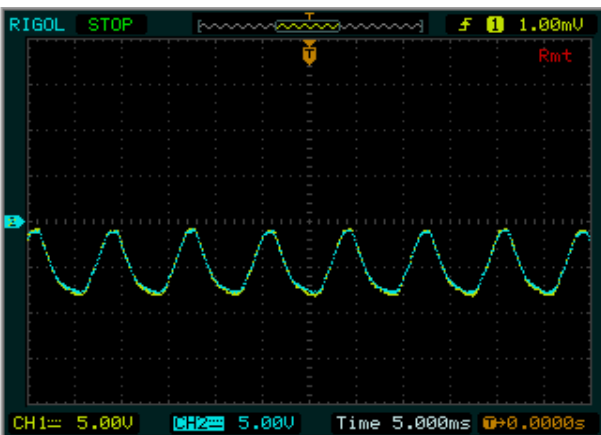 RIGOL STOP T f 1 1.00mV
T
Rmt
CH1 5.00V CH2 5.00V Time 5.000ms T→0.0000s